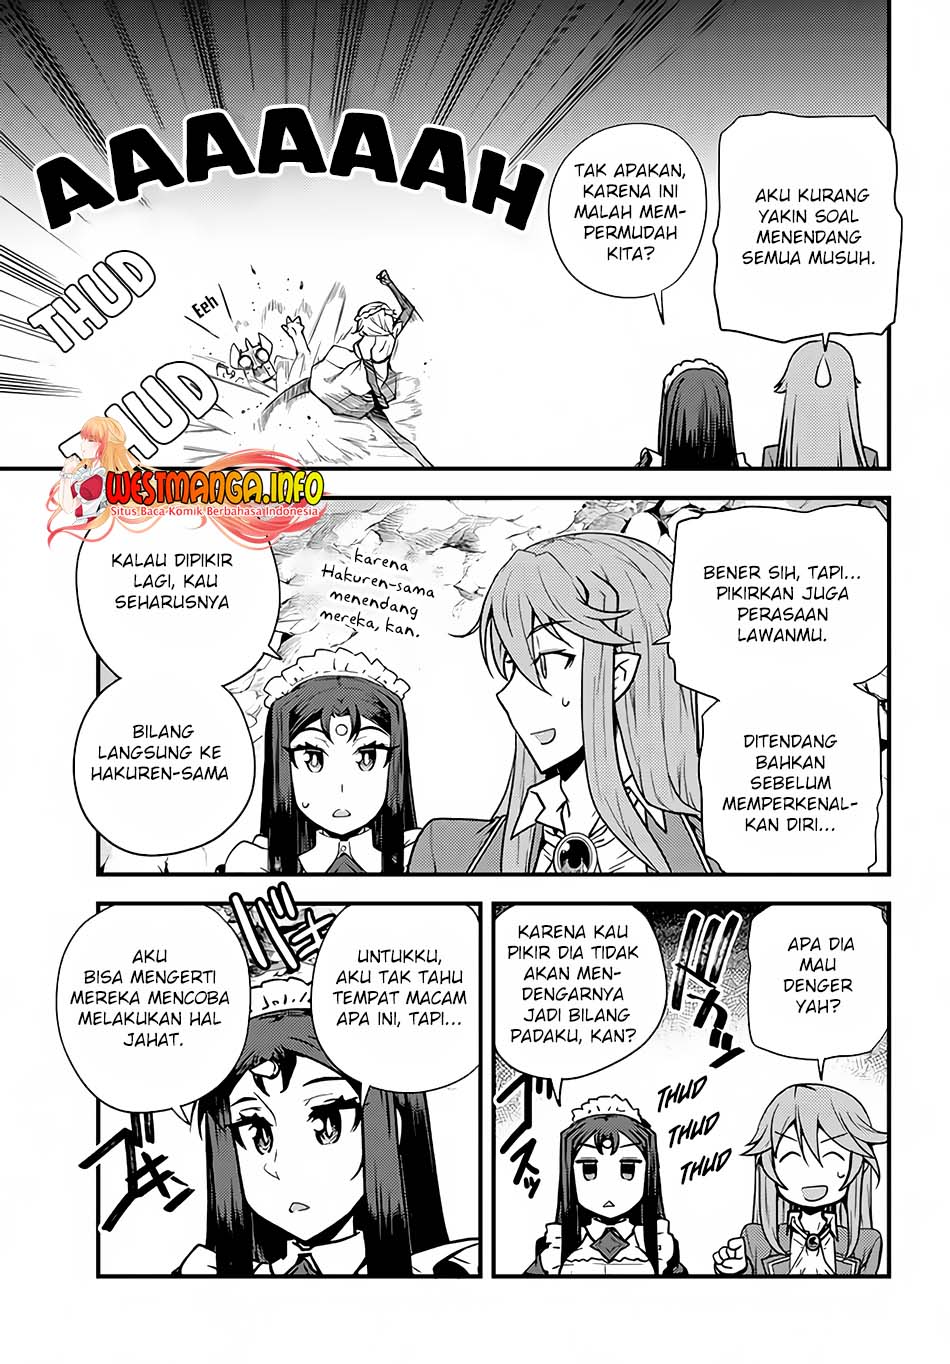 AKU KURANG
YAKIN SOAL
MENENDANG
SEMUA MUSUH.
TAK APAKAN,
KARENA INI
MALAH MEM-
PERMUDAH
KITA?
AAAAAAAH
THUD
Eeh
THUD
WESTMANGA.INFO
Situs Baca Komik Berbahasa Indonesia
BENER SIH, TAPI...
PIKIRKAN JUGA
PERASAAN
LAWANMU.
DITENDANG
BAHKAN
SEBELUM
MEMPERKENAL-
KAN DIRI...
karena
Hakuren-sama
menendang
mereka, kan.
KALAU DIPIKIR
LAGI, KAU
SEHARUSNYA
BILANG
LANGSUNG KE
HAKUREN-SAMA
APA DIA
MAU
DENGER
YAH?
KARENA KAU
PIKIR DIA TIDAK
AKAN MEN-
DENGARNYA
JADI BILANG
PADAKU, KAN?
THUD
THUD
THUD
UNTUKKU,
AKU TAK TAHU
TEMPAT MACAM
APA INI, TAPI...
AKU
BISA MENGERTI
MEREKA MENCOBA
MELAKUKAN HAL
JAHAT.